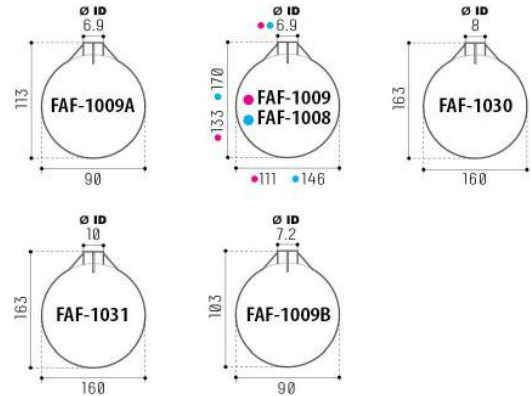 Ø ID
6.9
113
FAF-1009A
90
Ø ID
6.9
170
133
FAF-1009
FAF-1008
111 146
Ø ID
8
163
FAF-1030
160
Ø ID
10
163
FAF-1031
160
Ø ID
7.2
103
FAF-1009B
90